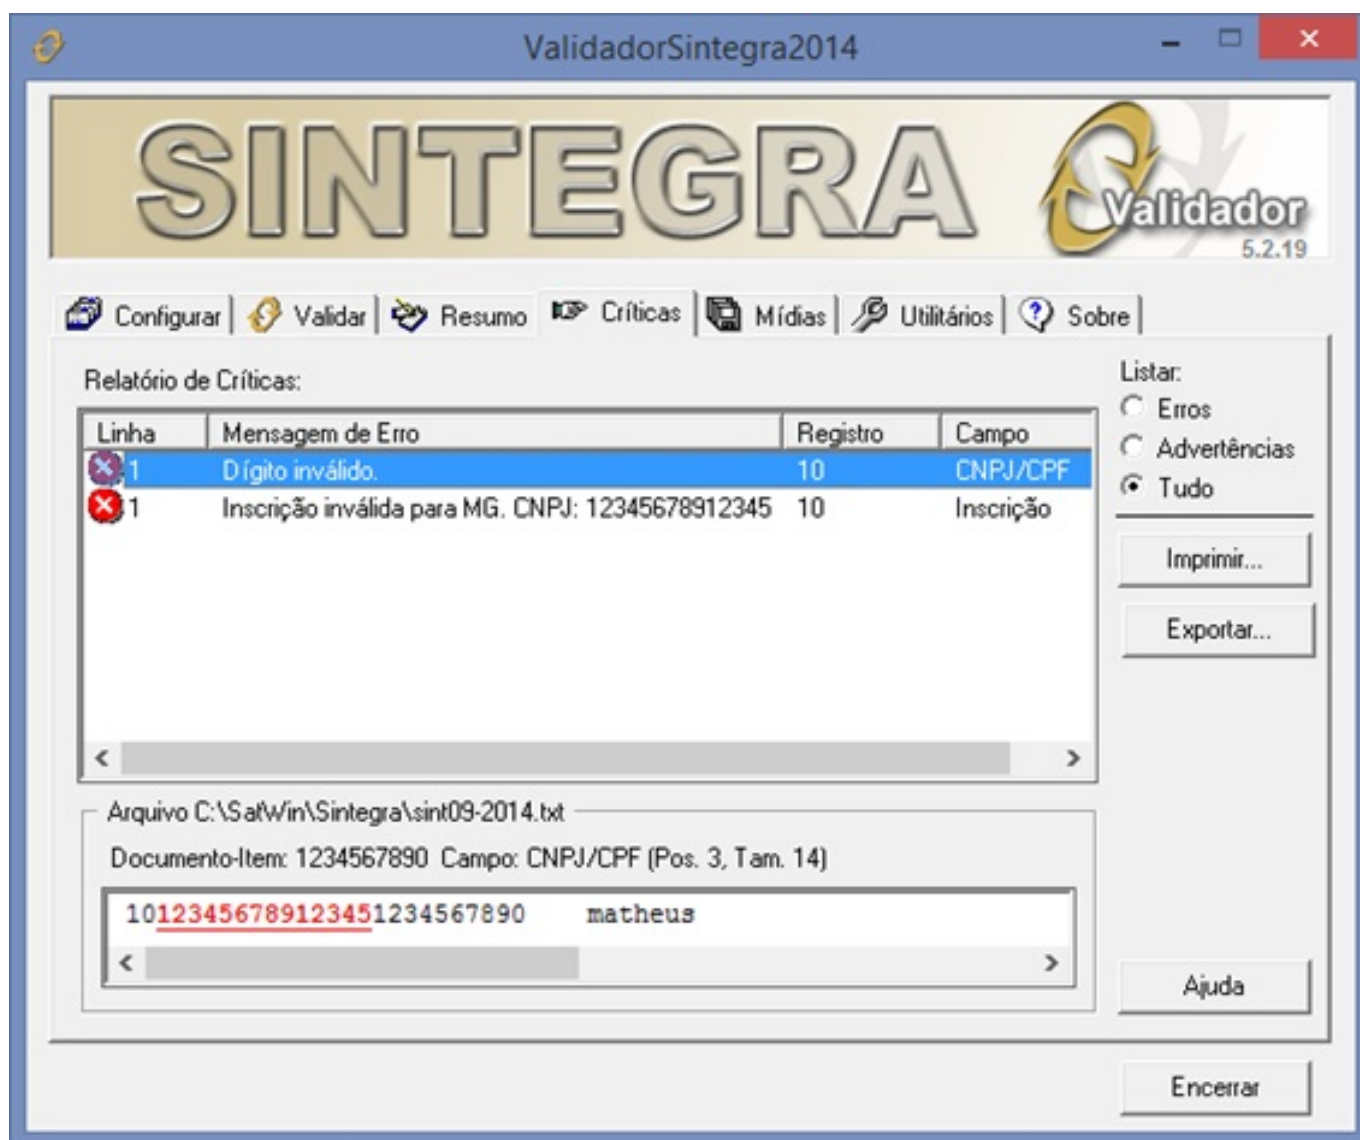 ValidadorSintegra2014
SINTEGRA
Validador
5.2.19
Configurar Validar Resumo Críticas Mídias Utilitários Sobre
Relatório de Críticas:
Listar:
Erros
Advertências
Tudo
Linha Mensagem de Erro Registro Campo
1 Dígito inválido. 10 CNPJ/CPF
1 Inscrição inválida para MG. CNPJ: 12345678912345 10 Inscrição
Imprimir...
Exportar...
Arquivo C:\SatWin\Sintegra\sint09-2014.txt
Documento-Item: 1234567890 Campo: CNPJ/CPF (Pos. 3, Tam. 14)
10123456789123451234567890 matheus
Ajuda
Encerrar